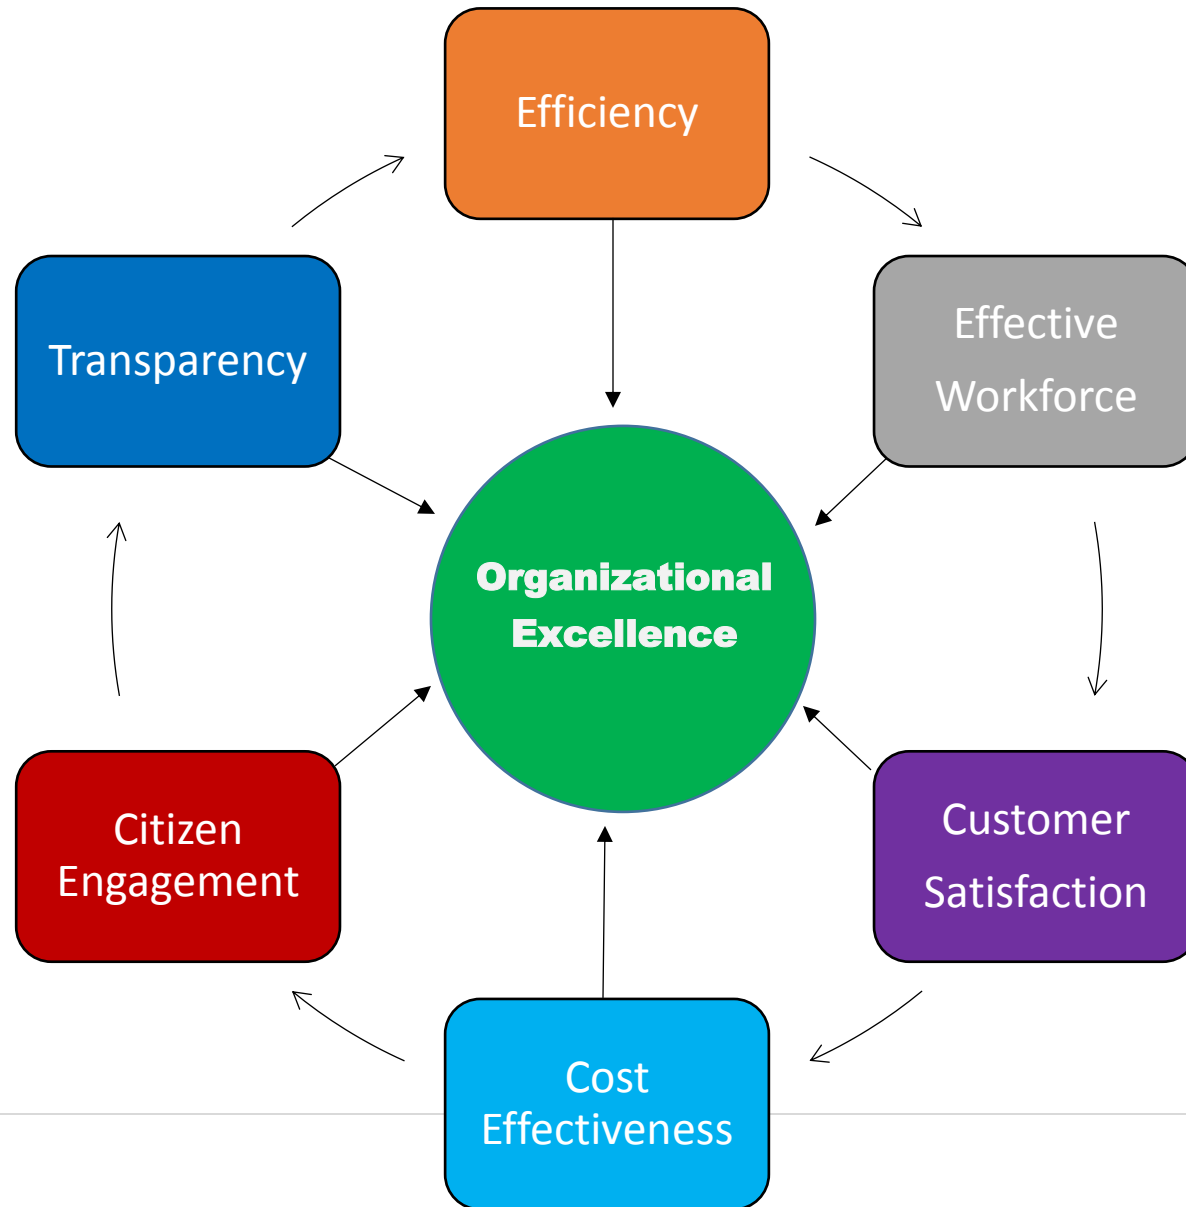 Efficiency
Effective
Workforce
Transparency
Organizational
Excellence
Customer
Satisfaction
Citizen
Engagement
Cost
Effectiveness